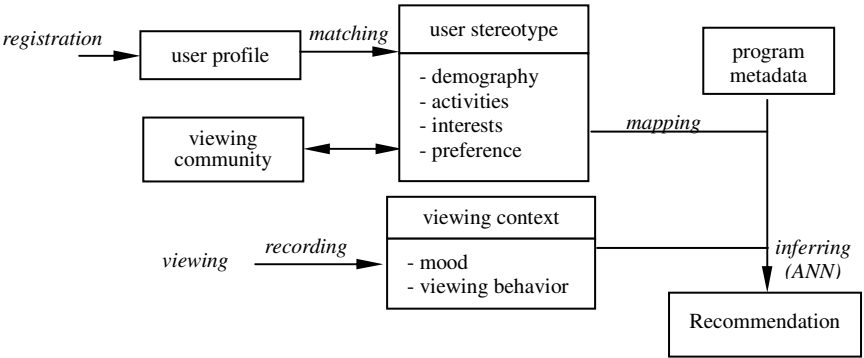 registration
user profile
matching
user stereotype
- demography
- activities
- interests
- preference
program
metadata
mapping
viewing
community
viewing context
- mood
- viewing behavior
viewing
recording
inferring
(ANN)
Recommendation